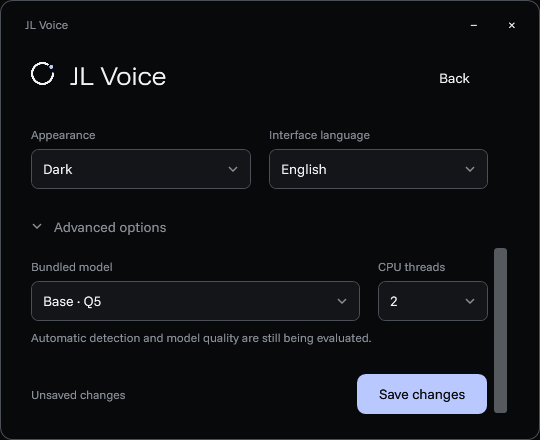 JL Voice
JL Voice
Back
Appearance
Interface language
Dark
English
Advanced options
Bundled model
CPU threads
Base · Q5
2
Automatic detection and model quality are still being evaluated.
Unsaved changes
Save changes